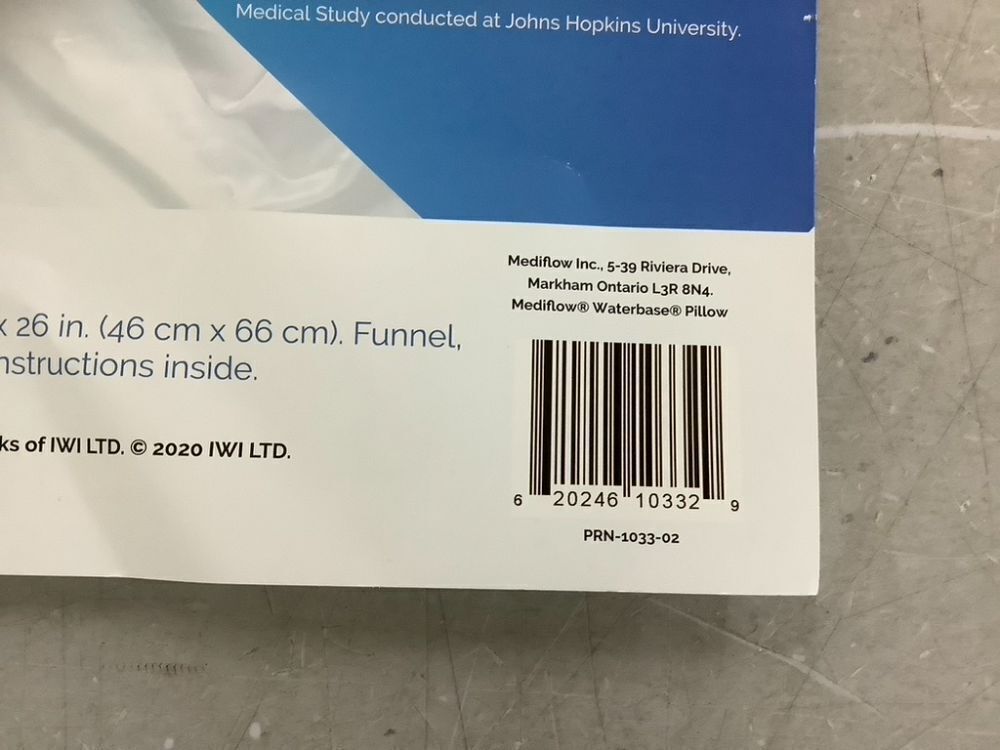 Medical Study conducted at Johns Hopkins University.
Mediflow Inc., 5-39 Riviera Drive,
Markham Ontario L3R 8N4.
Mediflow® Waterbase® Pillow
x 26 in. (46 cm x 66 cm). Funnel,
nstructions inside.
ks of IWI LTD. © 2020 IWI LTD.
6 20246 10332 9
PRN-1033-02